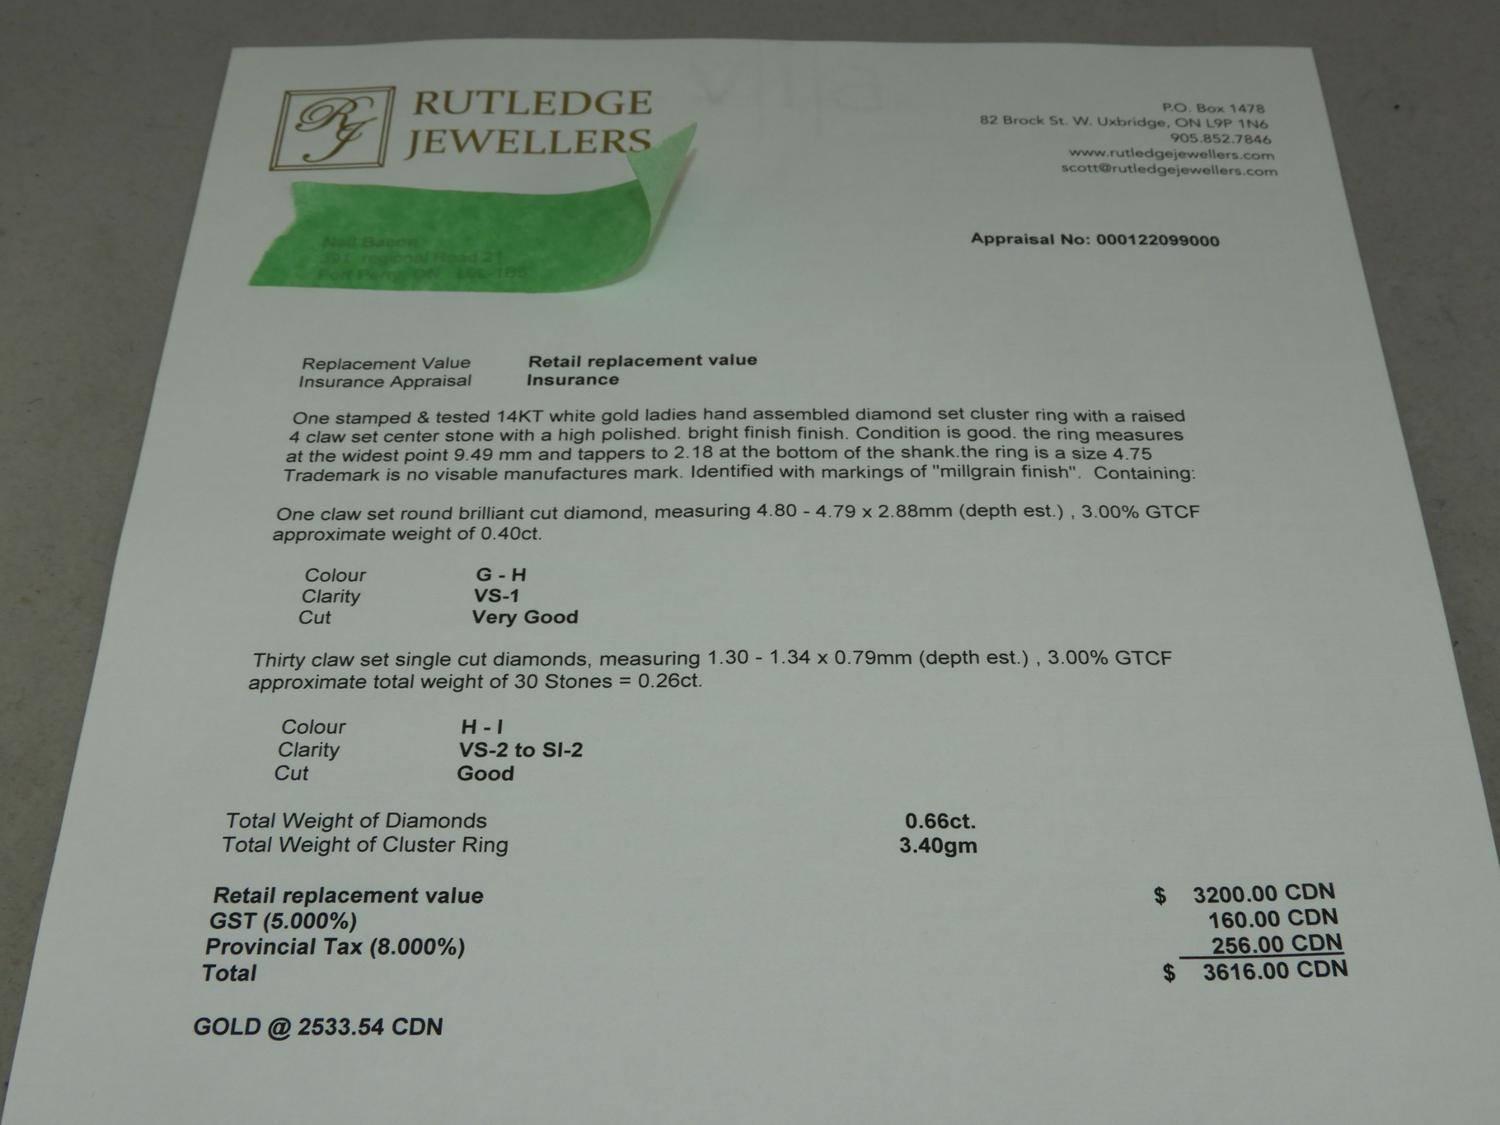 RJ
RUTLEDGE
JEWELLERS
P.O. Box 1478
82 Brock St. W. Uxbridge, ON L9P 1N6
905.852.7846
www.rutledgejewellers.com
scott@rutledgejewellers.com
Appraisal No: 000122099000
Replacement Value Retail replacement value
Insurance Appraisal Insurance
One stamped & tested 14KT white gold ladies hand assembled diamond set cluster ring with a raised
4 claw set center stone with a high polished. bright finish finish. Condition is good. the ring measures
at the widest point 9.49 mm and tappers to 2.18 at the bottom of the shank.the ring is a size 4.75
Trademark is no visable manufactures mark. Identified with markings of "millgrain finish". Containing:
One claw set round brilliant cut diamond, measuring 4.80 - 4.79 x 2.88mm (depth est.) , 3.00% GTCF
approximate weight of 0.40ct.
Colour G - H
Clarity VS-1
Cut Very Good
Thirty claw set single cut diamonds, measuring 1.30 - 1.34 x 0.79mm (depth est.) , 3.00% GTCF
approximate total weight of 30 Stones = 0.26ct.
Colour H - I
Clarity VS-2 to SI-2
Cut Good
Total Weight of Diamonds 0.66ct.
Total Weight of Cluster Ring 3.40gm
Retail replacement value $ 3200.00 CDN
GST (5.000%) 160.00 CDN
Provincial Tax (8.000%) 256.00 CDN
Total $ 3616.00 CDN
GOLD @ 2533.54 CDN